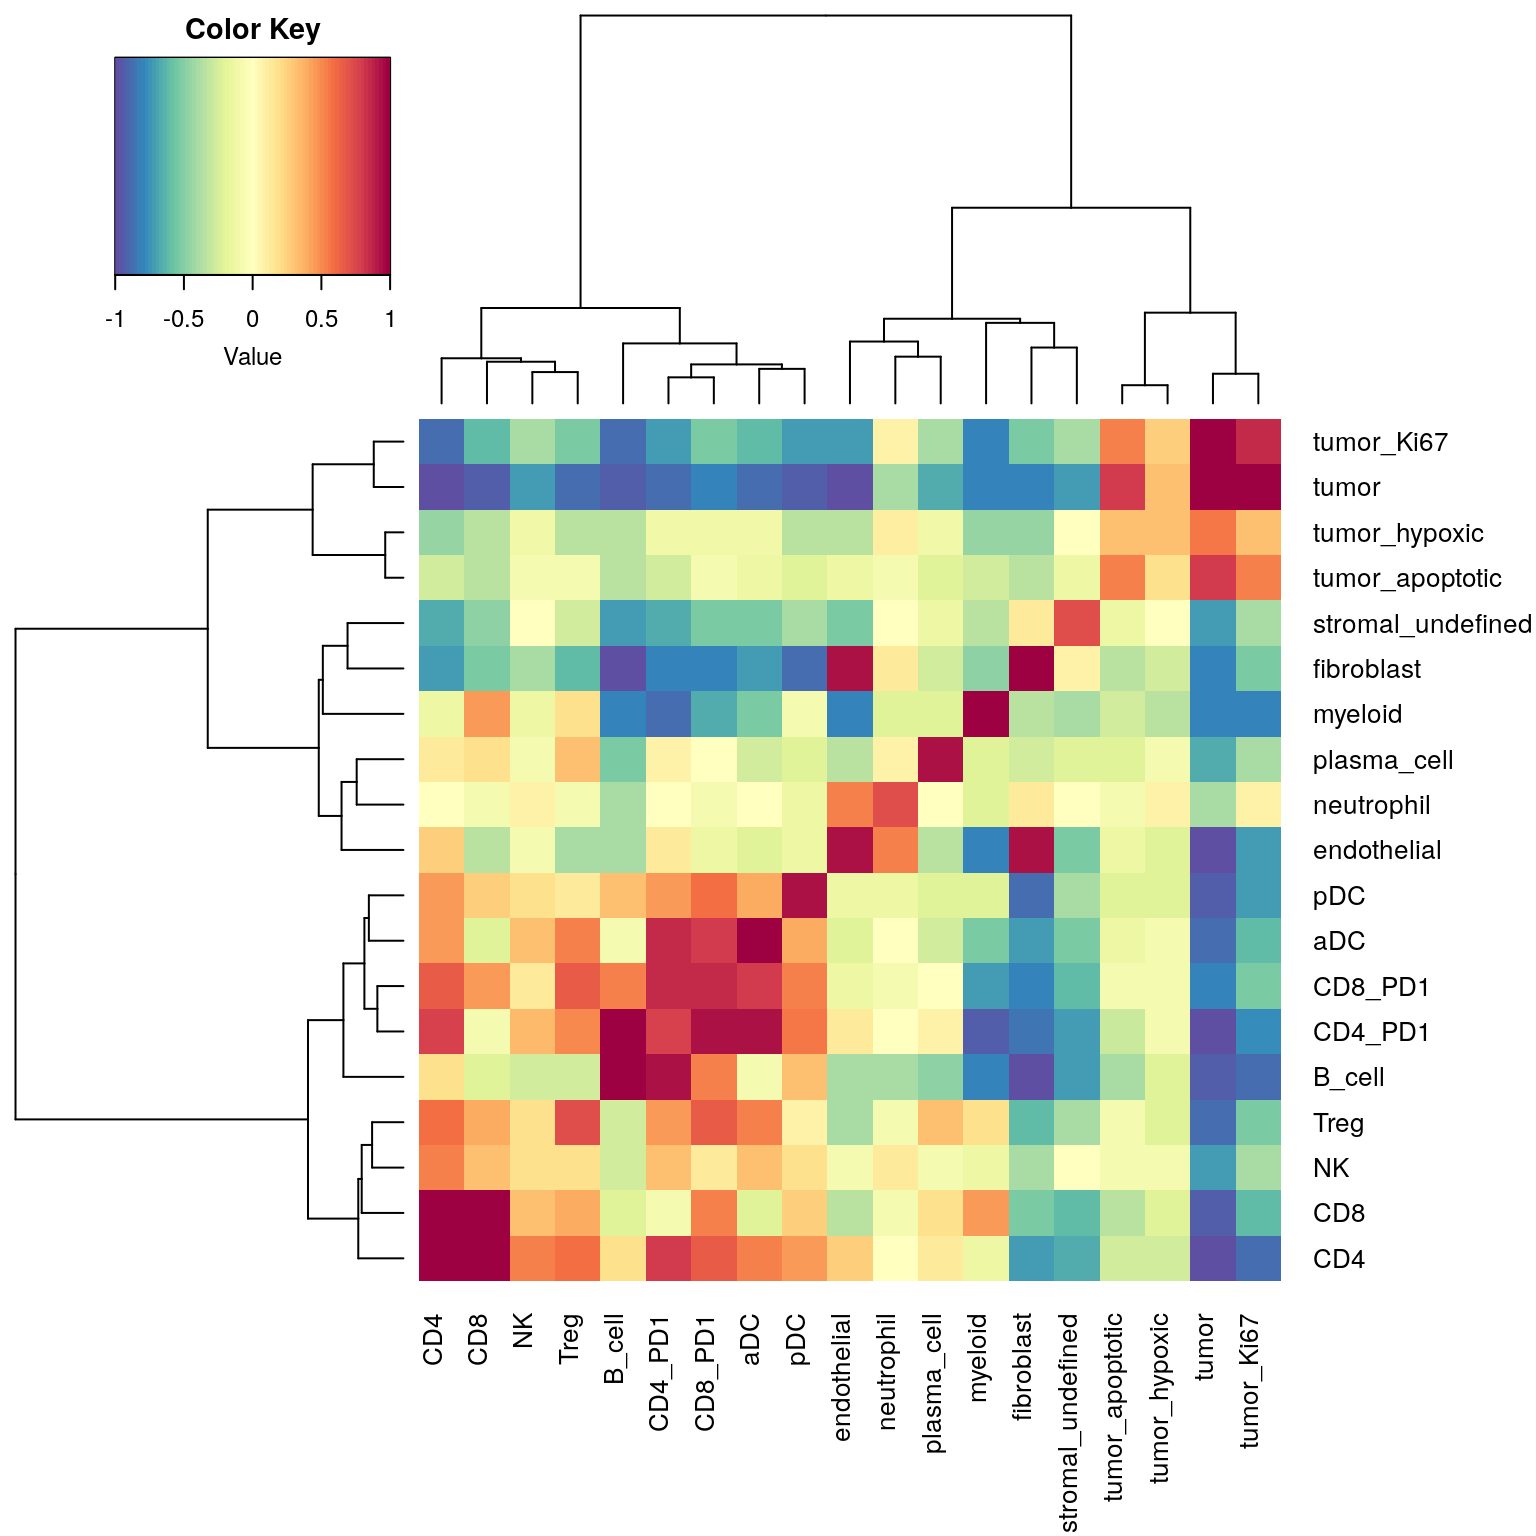 Color Key
-1 -0.5 0 0.5 1
Value
tumor_Ki67
tumor
tumor_hypoxic
tumor_apoptotic
stromal_undefined
fibroblast
myeloid
plasma_cell
neutrophil
endothelial
pDC
aDC
CD8_PD1
CD4_PD1
B_cell
Treg
NK
CD8
CD4
CD4
CD8
NK
Treg
B_cell
CD4_PD1
CD8_PD1
aDC
pDC
endothelial
neutrophil
plasma_cell
myeloid
fibroblast
stromal_undefined
tumor_apoptotic
tumor_hypoxic
tumor
tumor_Ki67